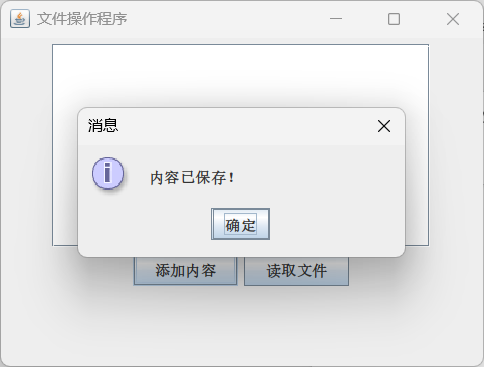 文件操作程序
消息
内容已保存！
确定
添加内容
读取文件